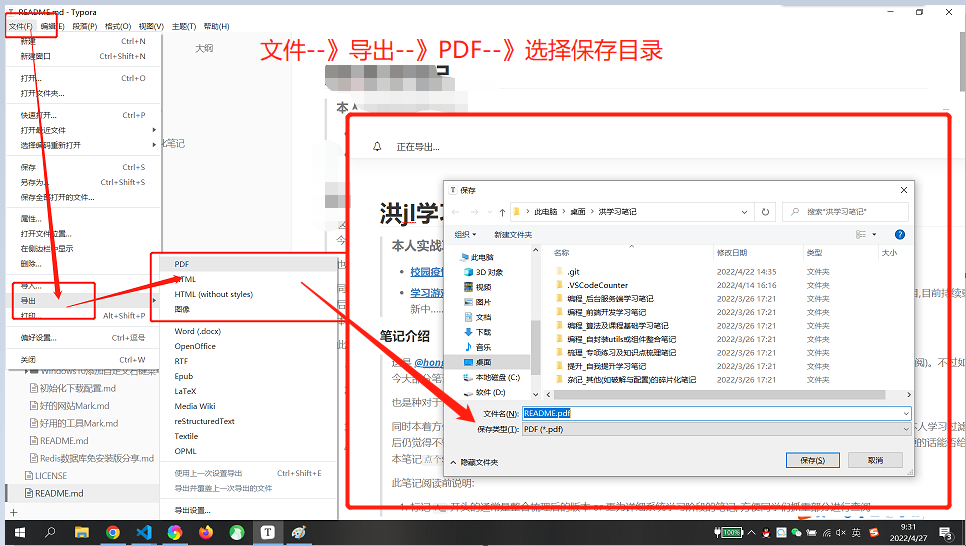 README.md - Typora
文件(F) 编辑(E) 段落(P) 格式(O) 视图(V) 主题(T) 帮助(H)
文件--》导出--》PDF--》选择保存目录
大纲
新建 Ctrl+N
新建窗口 Ctrl+Shift+N
打开... Ctrl+O
打开文件夹...
快速打开... Ctrl+P
打开最近文件
选择编码重新打开
保存 Ctrl+S
另存为... Ctrl+Shift+S
保存全部打开的文件...
属性...
打开文件位置...
在侧边栏中显示
删除...
导入...
导出
打印... Alt+Shift+P
偏好设置... Ctrl+逗号
关闭 Ctrl+W
PDF
HTML
HTML (without styles)
图像
Word (.docx)
OpenOffice
RTF
Epub
LaTeX
Media Wiki
reStructuredText
Textile
OPML
使用上一次设置导出 Ctrl+Shift+E
导出并覆盖上一次导出的文件
导出设置...
初始化下载配置.md
好的网站Mark.md
好用的工具Mark.md
README.md
Redis数据库免安装版分享.md
LICENSE
README.md
正在导出...
洪jl学习
本人实战
校园疫情
学习游戏
新中......
笔记介绍
这是 @hong
今大部分笔
也是种对于
同时本着方便
后仍觉得不
本笔记
此笔记阅读前说明:
保存
此电脑 桌面 洪学习笔记
搜索"洪学习笔记"
组织 新建文件夹
此电脑
3D 对象
视频
图片
文档
下载
音乐
桌面
本地磁盘 (C:)
软件 (D:)
名称 修改日期 类型 大小
.git 2022/4/22 14:35 文件夹
.VSCodeCounter 2022/4/14 16:16 文件夹
编程_后台服务端学习笔记 2022/3/26 17:21 文件夹
编程_前端开发学习笔记 2022/3/26 17:21 文件夹
编程_算法及课程基础学习笔记 2022/3/26 17:21 文件夹
编程_自封装utils或组件整合笔记 2022/3/26 17:21 文件夹
梳理_专项练习及知识点梳理笔记 2022/3/26 17:21 文件夹
提升_自我提升学习笔记 2022/3/26 17:21 文件夹
杂记_其他(如破解与配置)的碎片化笔记 2022/3/26 17:21 文件夹
文件名(N): README.pdf
保存类型(T): PDF (*.pdf)
隐藏文件夹
保存(S) 取消
100%
英
9:31
2022/4/27
3